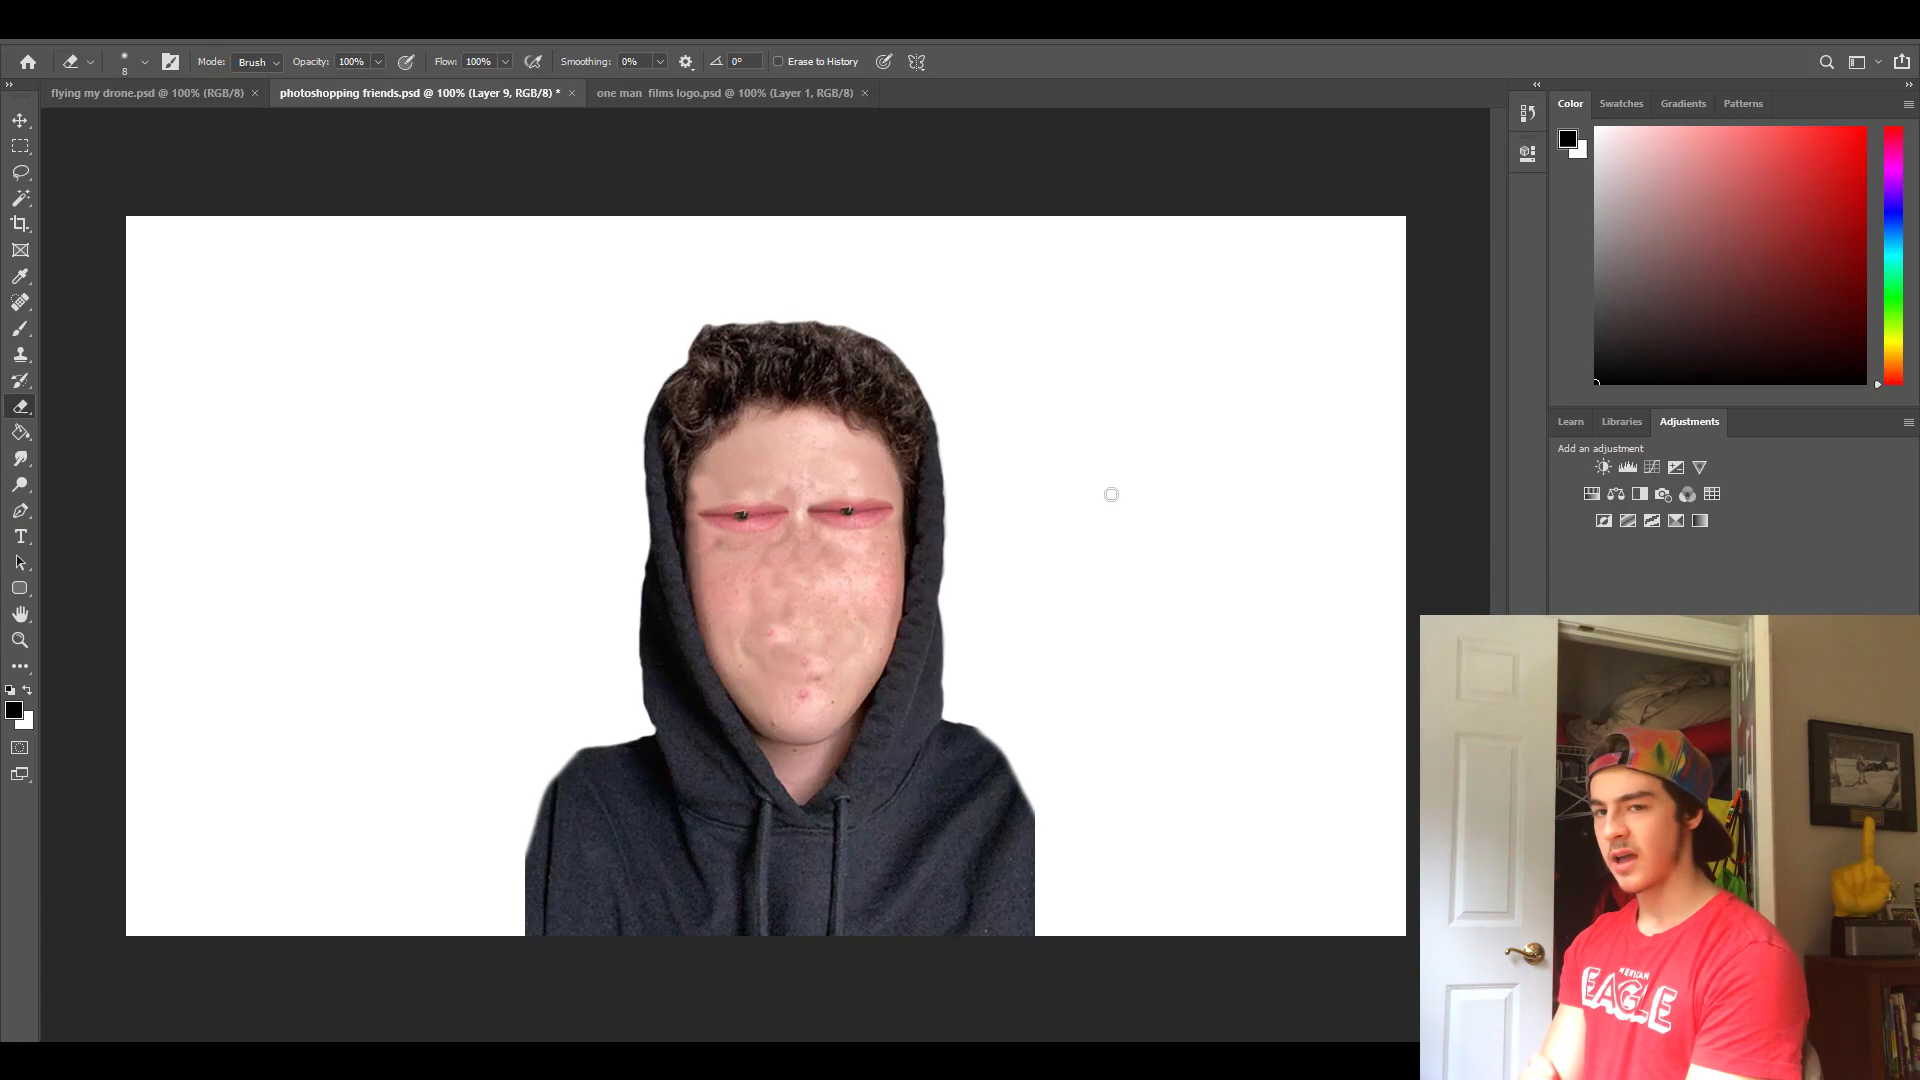 8 Mode: Brush Opacity: 100% Flow: 100% Smoothing: 0% 0° Erase to History
flying my drone.psd @ 100% (RGB/8) × photoshopping friends.psd @ 100% (Layer 9, RGB/8) * × one man films logo.psd @ 100% (Layer 1, RGB/8) ×
Color Swatches Gradients Patterns
Learn Libraries Adjustments
Add an adjustment
AMERICAN
EAGLE